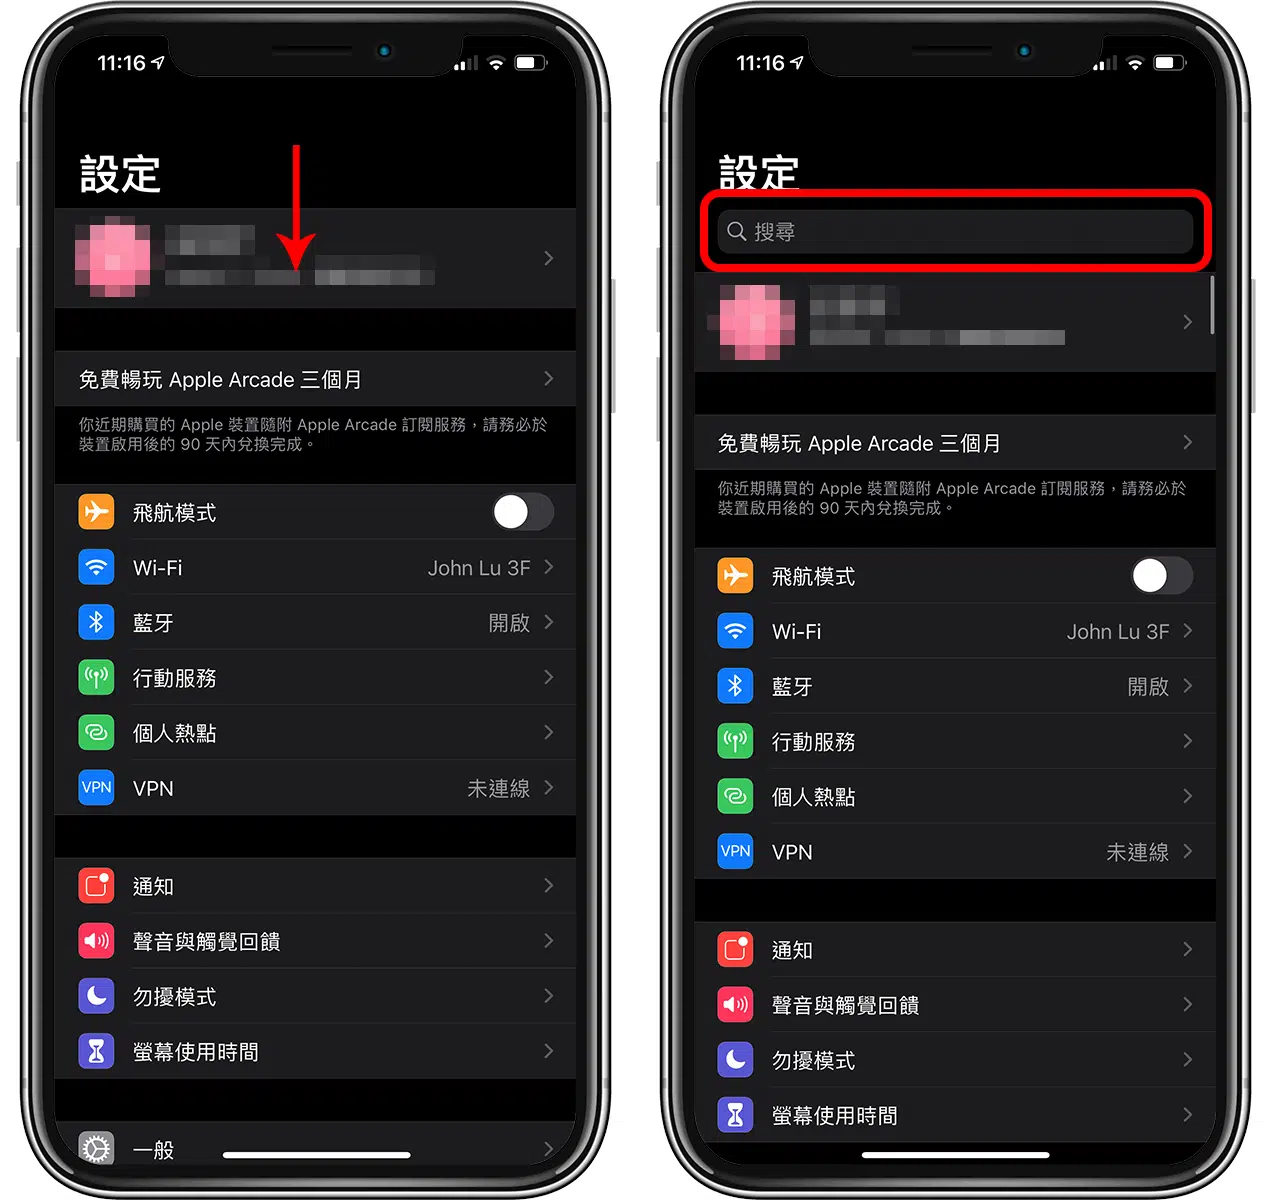 11:16
設定
免費暢玩 Apple Arcade 三個月
你近期購買的 Apple 裝置隨附 Apple Arcade 訂閱服務，請務必於
裝置啟用後的 90 天內兌換完成。
飛航模式
Wi-Fi John Lu 3F
藍牙 開啟
行動服務
個人熱點
VPN VPN 未連線
通知
聲音與觸覺回饋
勿擾模式
螢幕使用時間
一般
11:16
設定
搜尋
免費暢玩 Apple Arcade 三個月
你近期購買的 Apple 裝置隨附 Apple Arcade 訂閱服務，請務必於
裝置啟用後的 90 天內兌換完成。
飛航模式
Wi-Fi John Lu 3F
藍牙 開啟
行動服務
個人熱點
VPN VPN 未連線
通知
聲音與觸覺回饋
勿擾模式
螢幕使用時間